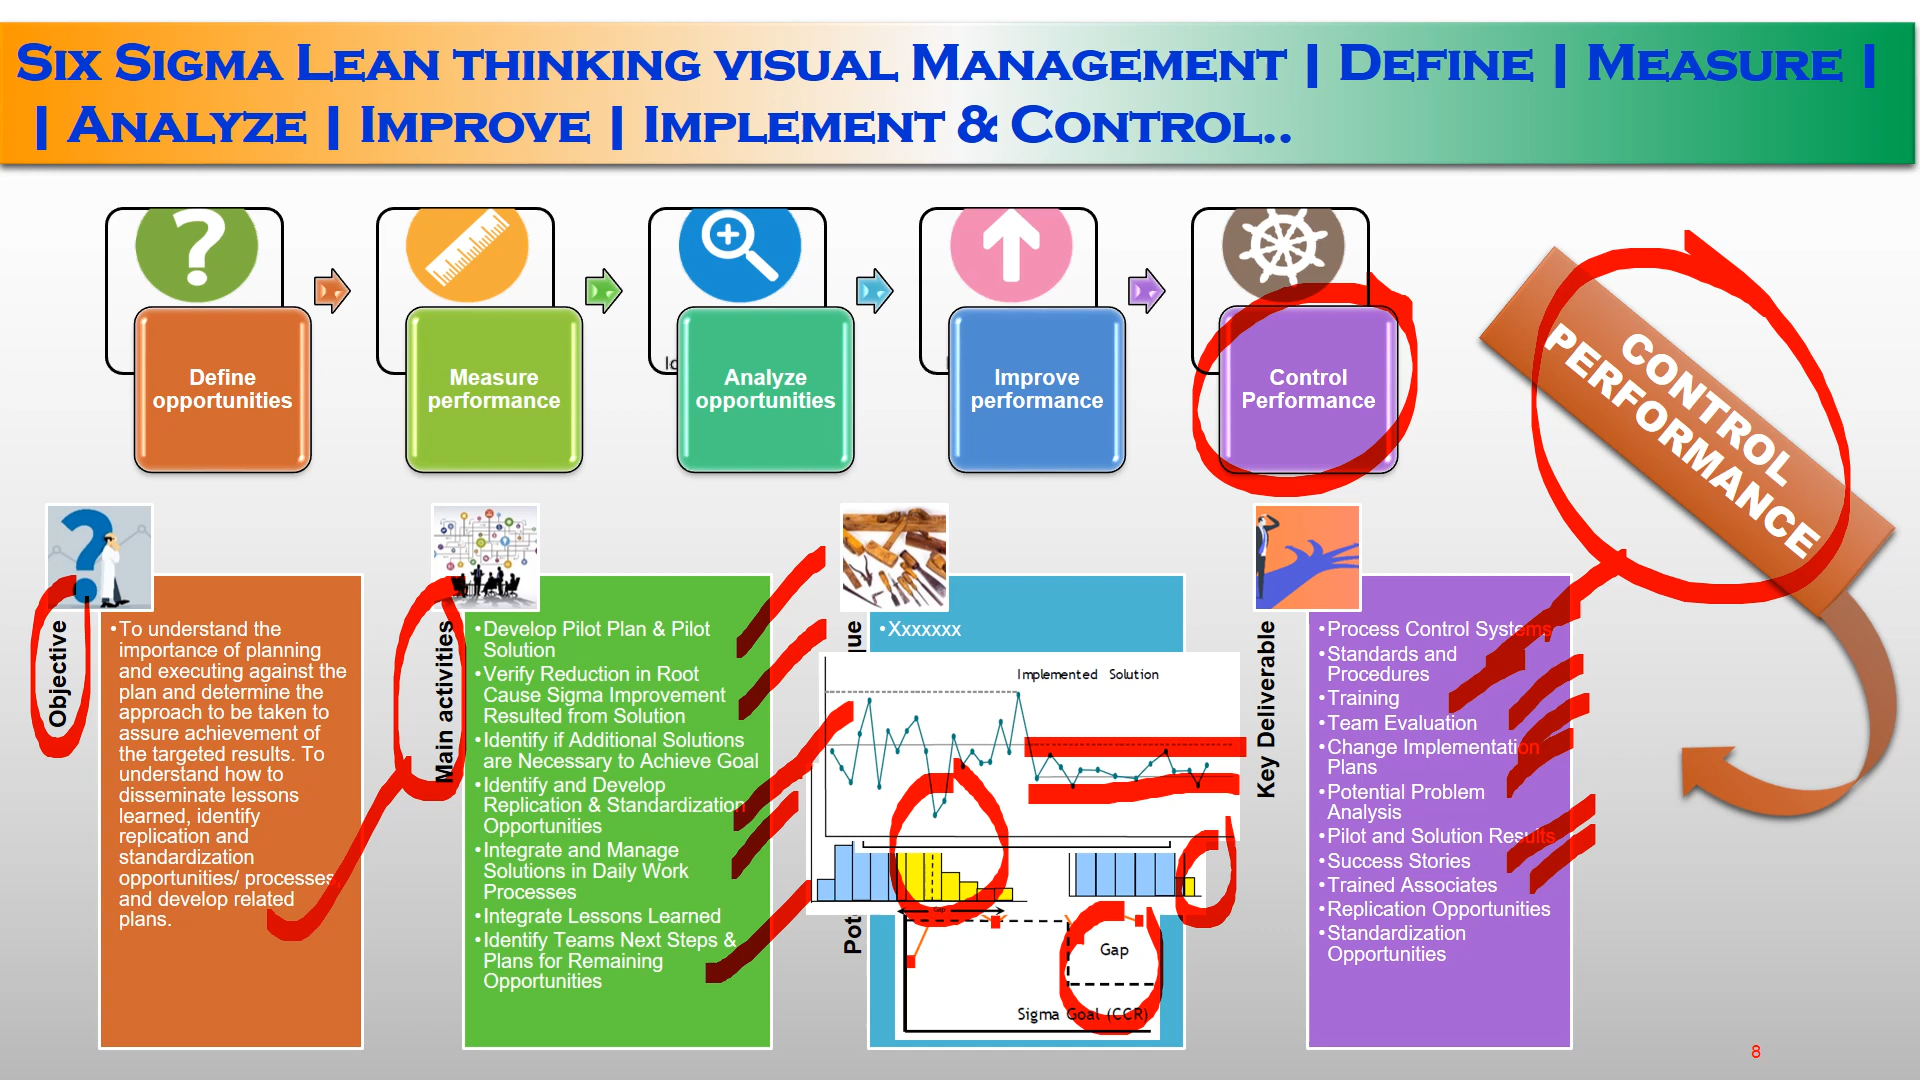 Six Sigma Lean thinking visual Management | Define | Measure |
| Analyze | Improve | Implement & Control..
Define
opportunities
Measure
performance
Analyze
opportunities
Improve
performance
Control
Performance
CONTROL
PERFORMANCE
Objective
•To understand the
importance of planning
and executing against the
plan and determine the
approach to be taken to
assure achievement of
the targeted results. To
understand how to
disseminate lessons
learned, identify
replication and
standardization
opportunities/ processes,
and develop related
plans.
Main activities
•Develop Pilot Plan & Pilot
Solution
•Verify Reduction in Root
Cause Sigma Improvement
Resulted from Solution
•Identify if Additional Solutions
are Necessary to Achieve Goal
•Identify and Develop
Replication & Standardization
Opportunities
•Integrate and Manage
Solutions in Daily Work
Processes
•Integrate Lessons Learned
•Identify Teams Next Steps &
Plans for Remaining
Opportunities
•Xxxxxxx
Implemented Solution
Gap
Sigma Goal (CCR)
Key Deliverable
•Process Control Systems
•Standards and
Procedures
•Training
•Team Evaluation
•Change Implementation
Plans
•Potential Problem
Analysis
•Pilot and Solution Results
•Success Stories
•Trained Associates
•Replication Opportunities
•Standardization
Opportunities
8